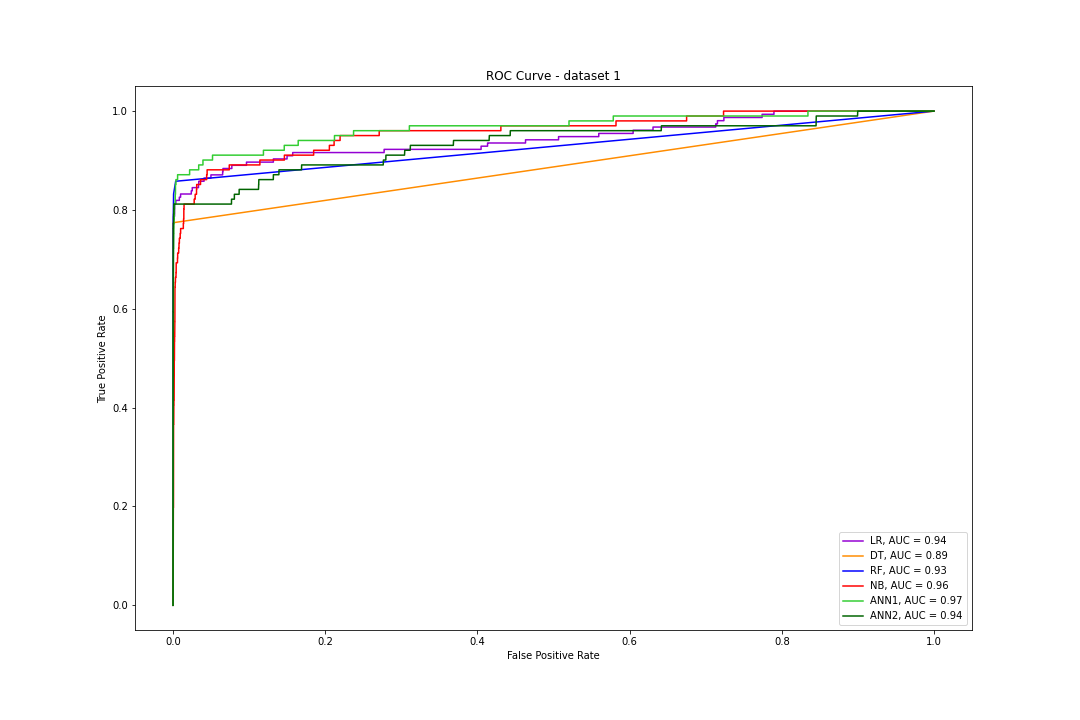 ROC Curve - dataset 1
1.0
0.8
0.6
0.4
0.2
0.0
True Positive Rate
0.0 0.2 0.4 0.6 0.8 1.0
False Positive Rate
LR, AUC = 0.94
DT, AUC = 0.89
RF, AUC = 0.93
NB, AUC = 0.96
ANN1, AUC = 0.97
ANN2, AUC = 0.94